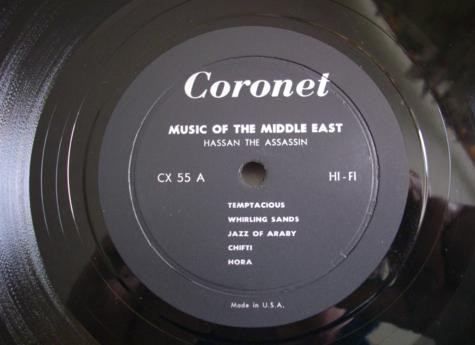 Coronet
MUSIC OF THE MIDDLE EAST
HASSAN THE ASSASSIN
CX 55 A HI-FI
TEMPTACIOUS
WHIRLING SANDS
JAZZ OF ARABY
CHIFTI
HORA
Made in U.S.A.